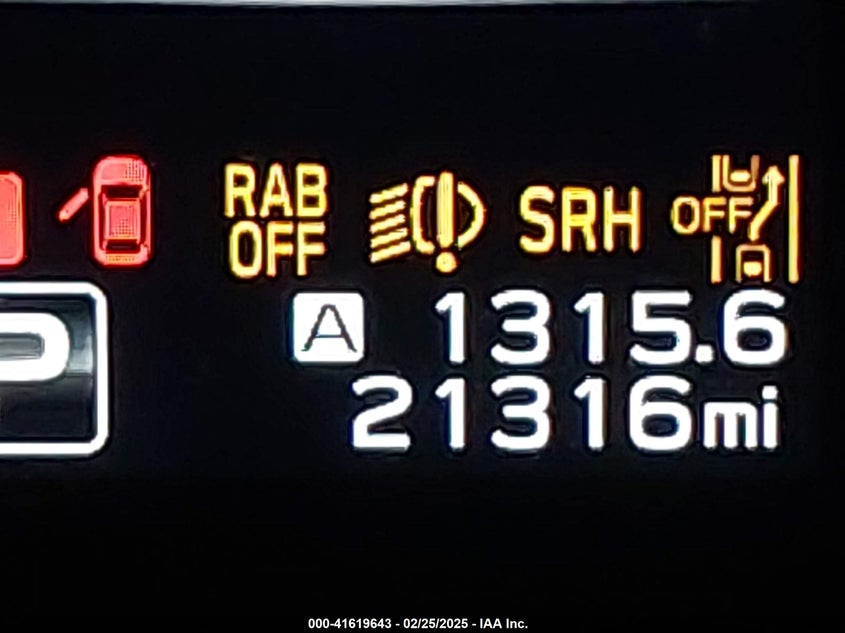 RAB
OFF
SRH
OFF
A 1315.6
21316mi
P
000-41619643 - 02/25/2025 - IAA Inc.